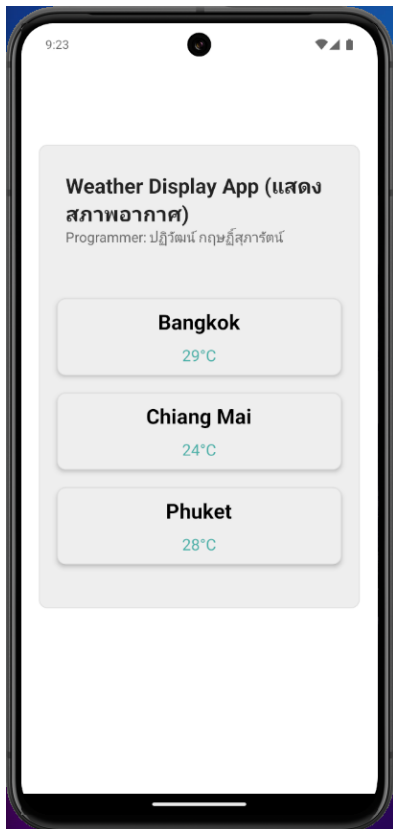 9:23
Weather Display App (แสดง
สภาพอากาศ)
Programmer: ปฏิวัฒน์ กฤษฏิ์สุภารัตน์
Bangkok
29°C
Chiang Mai
24°C
Phuket
28°C